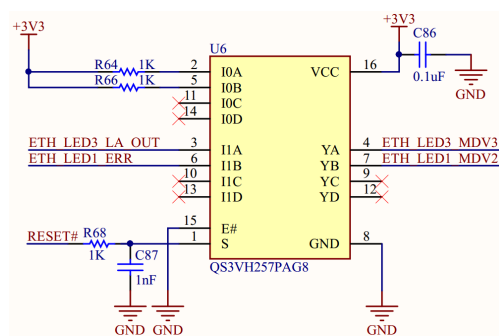 +3V3
+3V3
C86
U6
R64 1K 2 I0A VCC 16
R66 1K 5 I0B
0.1uF
11 I0C
GND
14 I0D
ETH_LED3_LA_OUT 3 I1A YA 4 ETH_LED3_MDV3
ETH_LED1_ERR 6 I1B YB 7 ETH_LED1_MDV2
10 I1C YC 9
13 I1D YD 12
15 E#
RESET# R68 1 S GND 8
1K C87
QS3VH257PAG8
1nF
GND GND GND